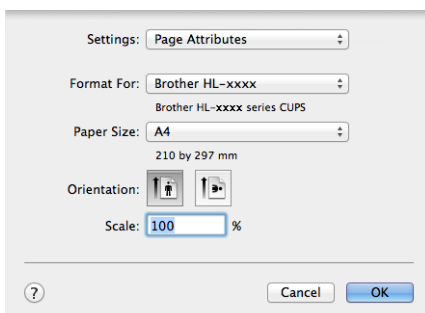 Settings: Page Attributes
Format For: Brother HL-xxxx
Brother HL-xxxx series CUPS
Paper Size: A4
210 by 297 mm
Orientation:
Scale: 100 %
? Cancel OK